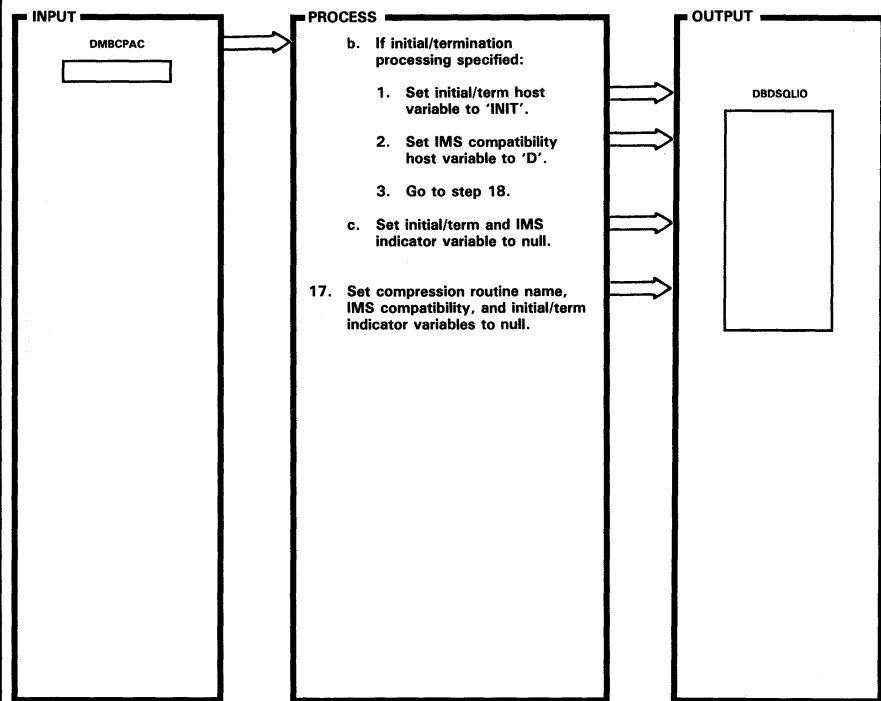 INPUT
DMBCPAC
PROCESS
b. If initial/termination
processing specified:
1. Set initial/term host
variable to 'INIT'.
2. Set IMS compatibility
host variable to 'D'.
3. Go to step 18.
c. Set initial/term and IMS
indicator variable to null.
17. Set compression routine name,
IMS compatibility, and initial/term
indicator variables to null.
OUTPUT
DBDSQLIO